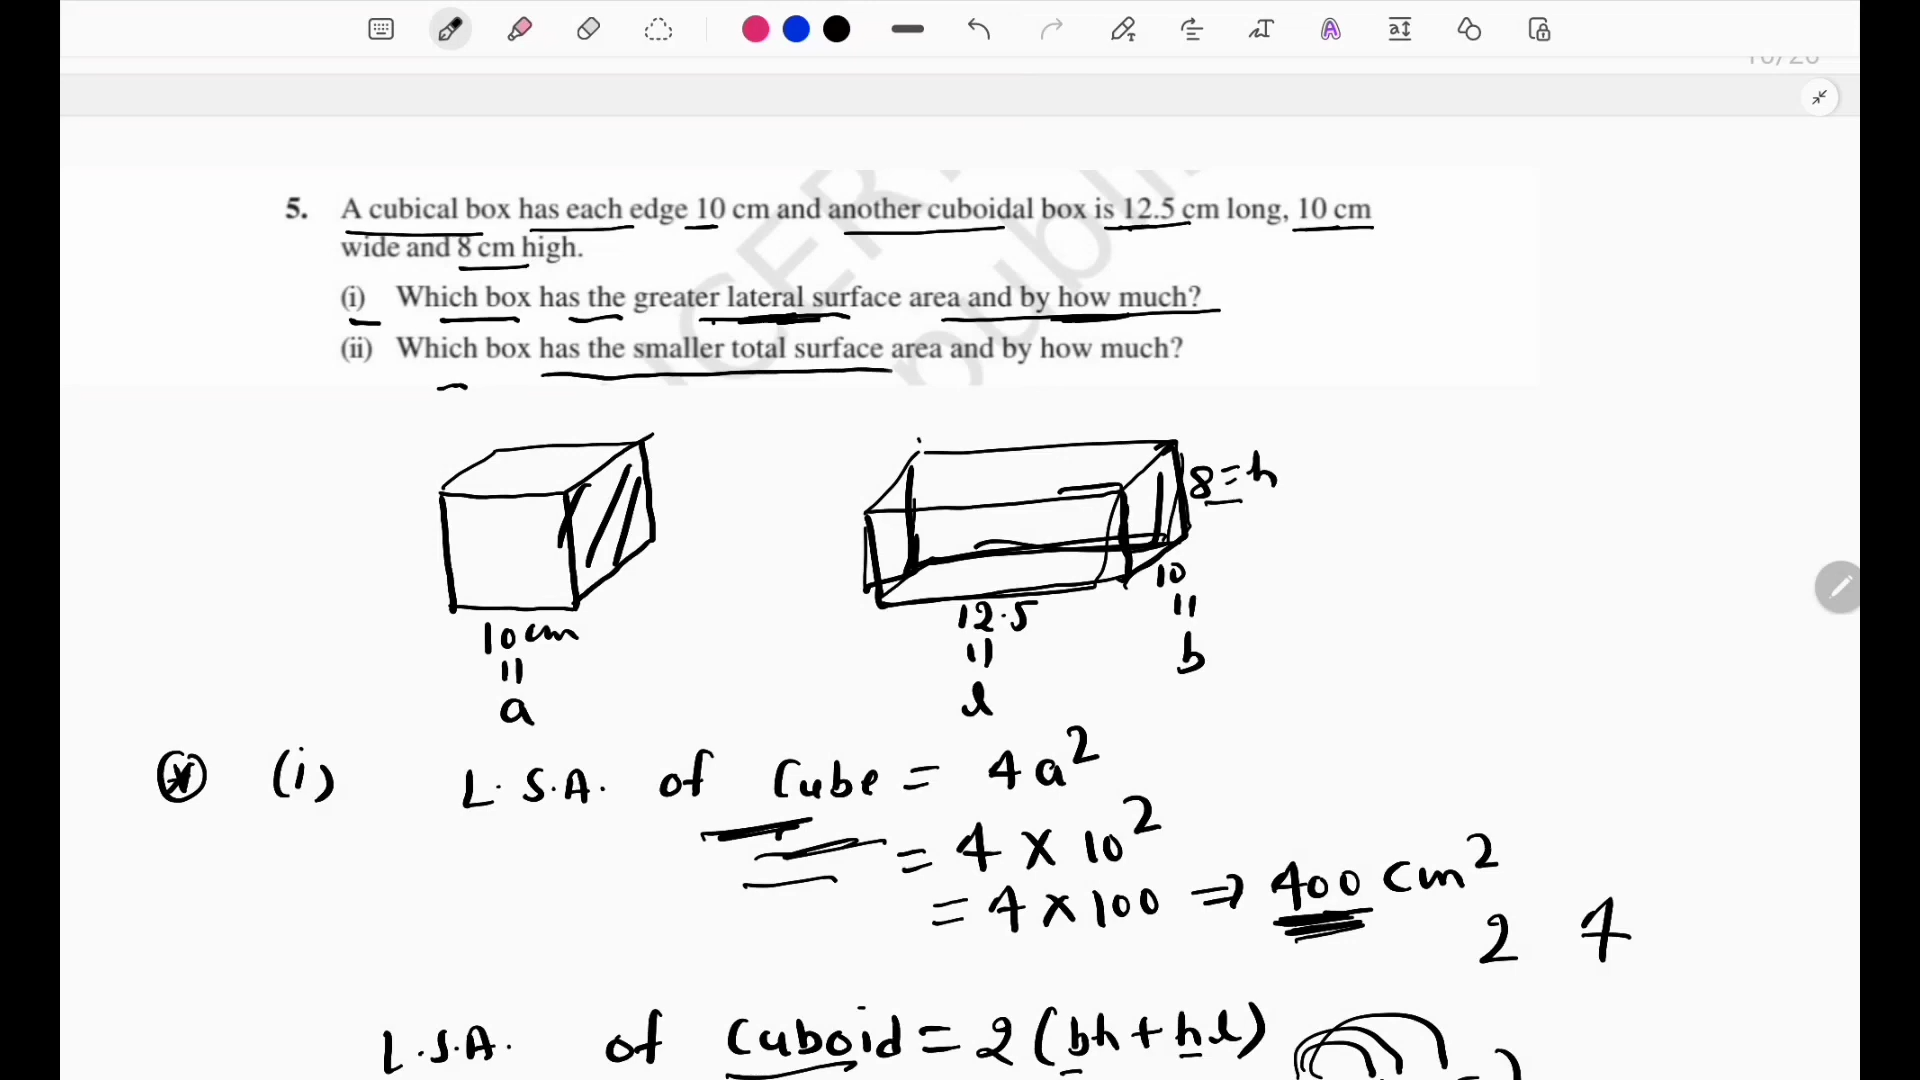 5. A cubical box has each edge 10 cm and another cuboidal box is 12.5 cm long, 10 cm
wide and 8 cm high.
(i) Which box has the greater lateral surface area and by how much?
(ii) Which box has the smaller total surface area and by how much?
8 = h
10
12.5
10 cm
=
=
=
b
a
l
(i) L.S.A. of Cube = 4a²
= 4 × 10²
= 4 × 100 ⇒ 400 cm²
2 4
L.S.A. of Cuboid = 2 (bh + hl)